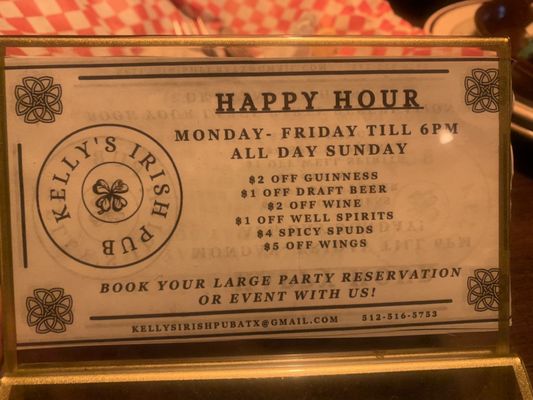 HAPPY HOUR
MONDAY- FRIDAY TILL 6PM
ALL DAY SUNDAY
KELLY'S IRISH PUB
$2 OFF GUINNESS
$1 OFF DRAFT BEER
$2 OFF WINE
$1 OFF WELL SPIRITS
$4 SPICY SPUDS
$5 OFF WINGS
BOOK YOUR LARGE PARTY RESERVATION
OR EVENT WITH US!
KELLYSIRISHPUBATX@GMAIL.COM 512-516-5753